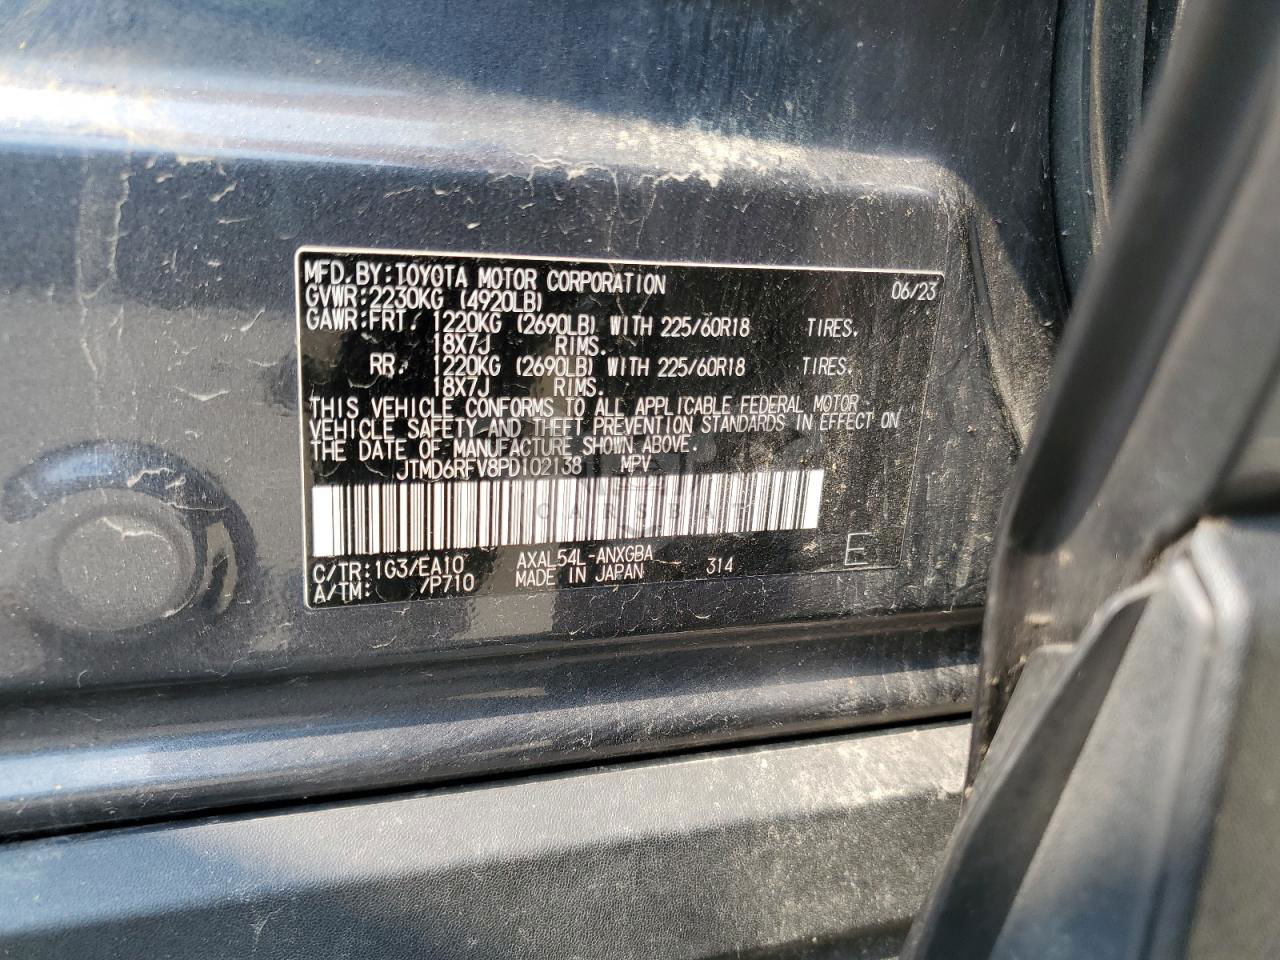 MFD.BY:TOYOTA MOTOR CORPORATION 06/23
GVWR:2230KG (4920LB)
GAWR:FRT. 1220KG (2690LB) WITH 225/60R18 TIRES.
18X7J RIMS.
RR. 1220KG (2690LB) WITH 225/60R18 TIRES.
18X7J RIMS.
THIS VEHICLE CONFORMS TO ALL APPLICABLE FEDERAL MOTOR
VEHICLE SAFETY AND THEFT PREVENTION STANDARDS IN EFFECT ON
THE DATE OF MANUFACTURE SHOWN ABOVE.
JTMD6RFV8PD102138 MPV
CARSBAT
C/TR:1G3/EA10 AXAL54L-ANXGBA 314 E
A/TM: /P710 MADE IN JAPAN